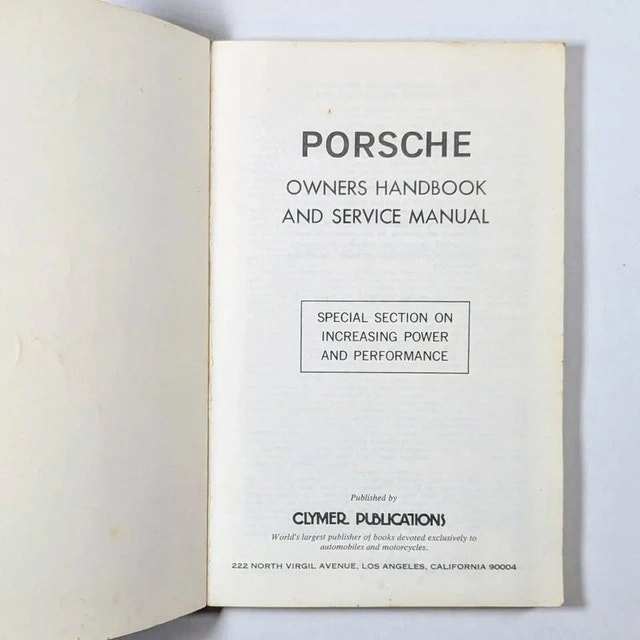 PORSCHE
OWNERS HANDBOOK
AND SERVICE MANUAL
SPECIAL SECTION ON
INCREASING POWER
AND PERFORMANCE
Published by
CLYMER PUBLICATIONS
World's largest publisher of books devoted exclusively to
automobiles and motorcycles.
222 NORTH VIRGIL AVENUE, LOS ANGELES, CALIFORNIA 90004